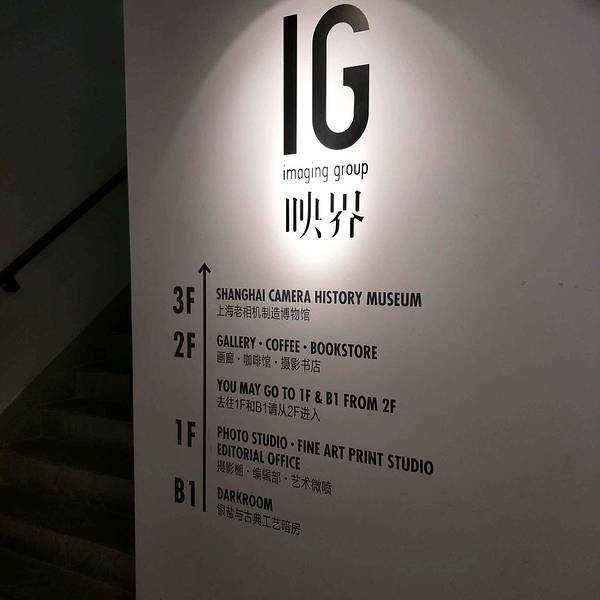 IG
imaging group
映界
3F
SHANGHAI CAMERA HISTORY MUSEUM
上海老相机制造博物馆
2F
GALLERY · COFFEE · BOOKSTORE
画廊 · 咖啡馆 · 摄影书店
YOU MAY GO TO 1F & B1 FROM 2F
去往1F和B1请从2F进入
1F
PHOTO STUDIO · FINE ART PRINT STUDIO
EDITORIAL OFFICE
摄影棚 · 编辑部 · 艺术微喷
B1
DARKROOM
银盐与古典工艺暗房